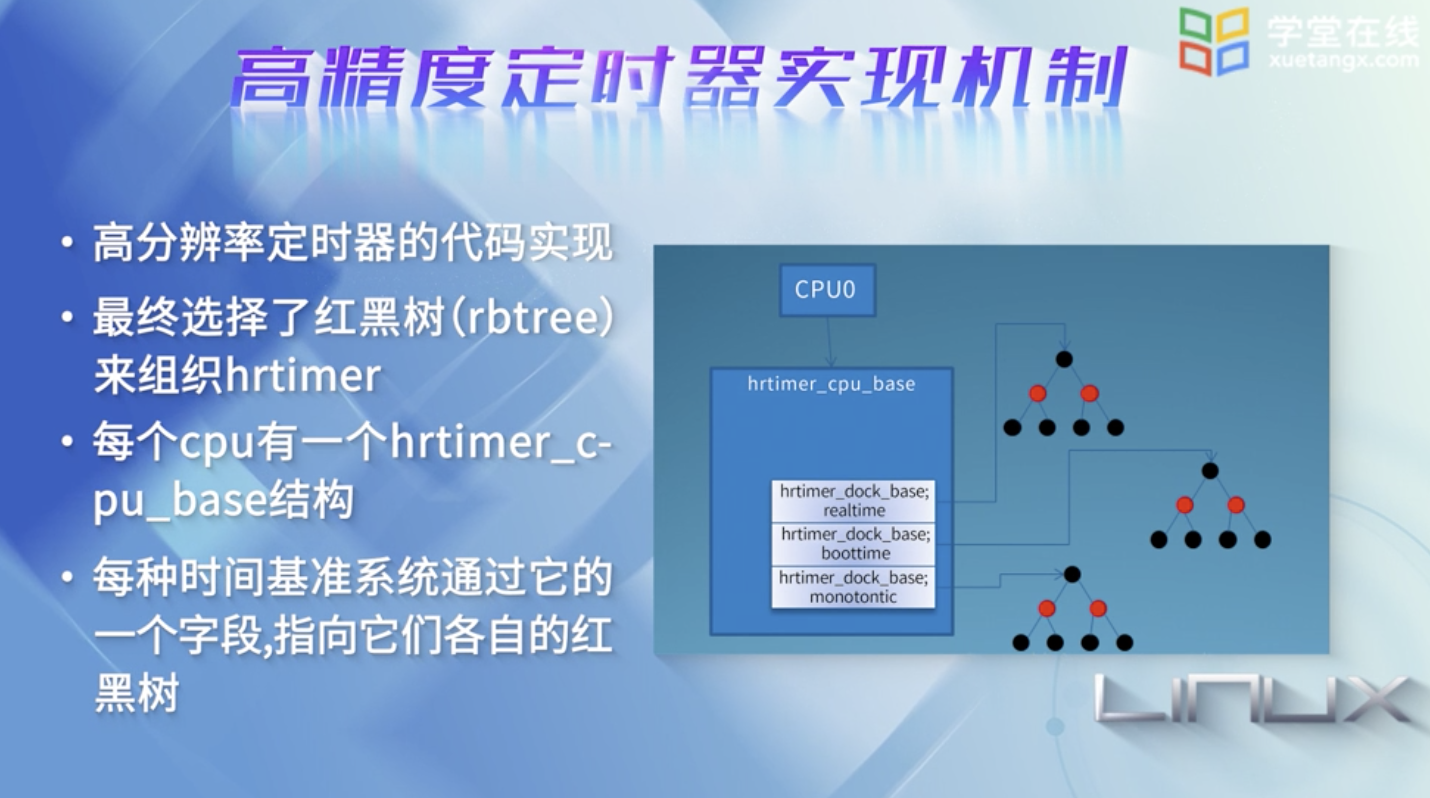 学堂在线
xuetangx.com
高精度定时器实现机制
• 高分辨率定时器的代码实现
• 最终选择了红黑树(rbtree)
来组织hrtimer
• 每个cpu有一个hrtimer_c-
pu_base结构
• 每种时间基准系统通过它的
一个字段,指向它们各自的红
黑树
CPU0
hrtimer_cpu_base
hrtimer_dock_base;
realtime
hrtimer_dock_base;
boottime
hrtimer_dock_base;
monotontic
LINUX